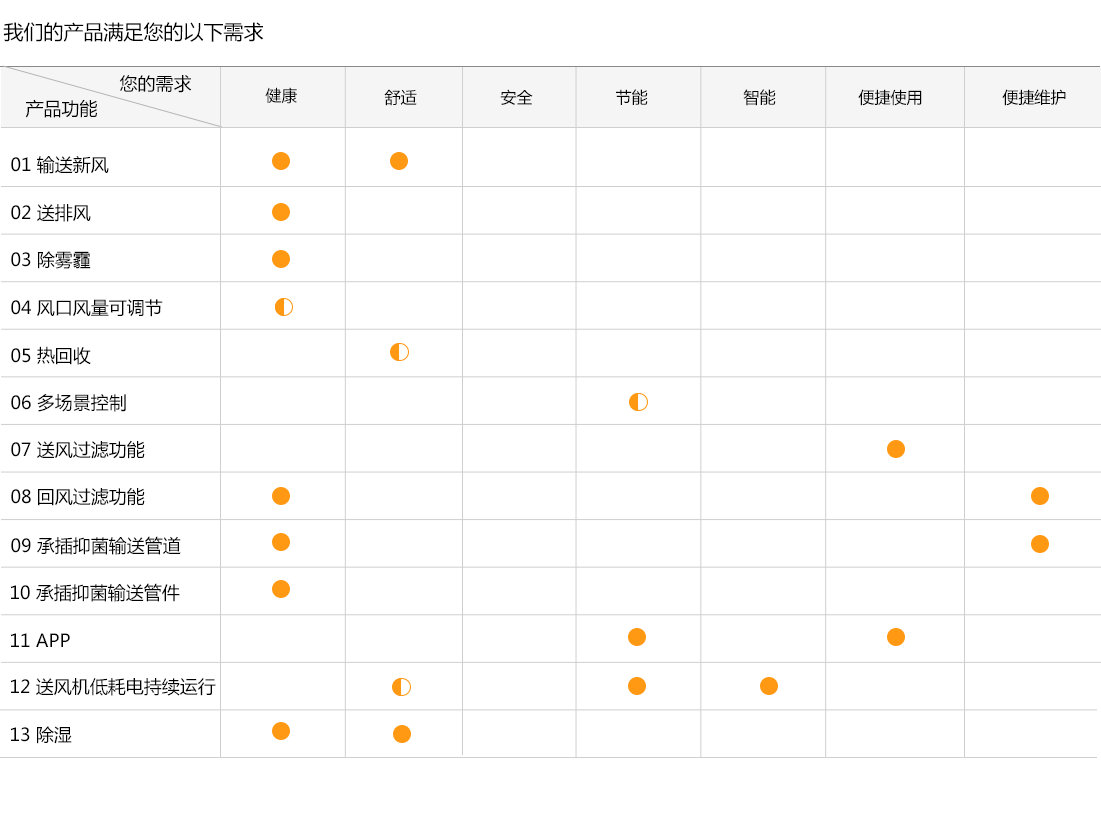 我们的产品满足您的以下需求
您的需求
产品功能
健康 舒适 安全 节能 智能 便捷使用 便捷维护
01 输送新风
02 送排风
03 除雾霾
04 风口风量可调节
05 热回收
06 多场景控制
07 送风过滤功能
08 回风过滤功能
09 承插抑菌输送管道
10 承插抑菌输送管件
11 APP
12 送风机低耗电持续运行
13 除湿